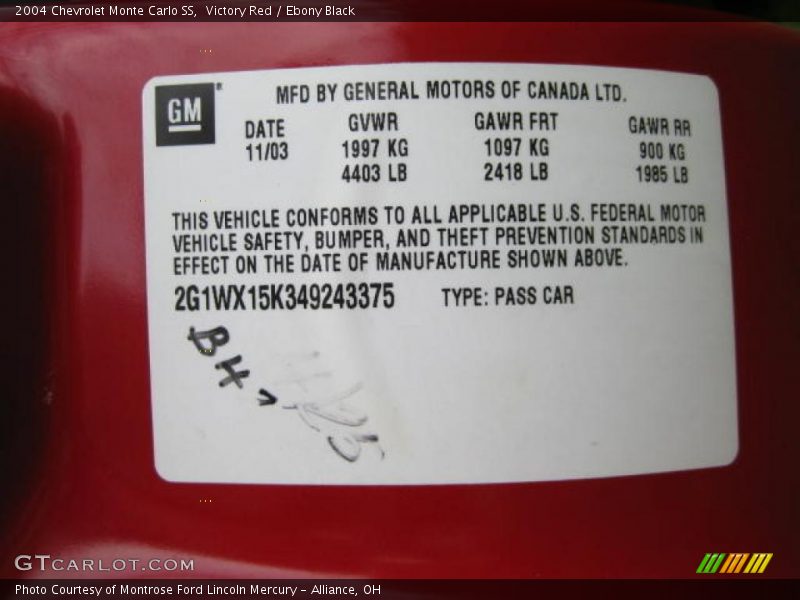 2004 Chevrolet Monte Carlo SS, Victory Red / Ebony Black
GM
MFD BY GENERAL MOTORS OF CANADA LTD.
DATE GVWR GAWR FRT GAWR RR
11/03 1997 KG 1097 KG 900 KG
4403 LB 2418 LB 1985 LB
THIS VEHICLE CONFORMS TO ALL APPLICABLE U.S. FEDERAL MOTOR
VEHICLE SAFETY, BUMPER, AND THEFT PREVENTION STANDARDS IN
EFFECT ON THE DATE OF MANUFACTURE SHOWN ABOVE.
2G1WX15K349243375 TYPE: PASS CAR
BH
GTCARLOT.COM
Photo Courtesy of Montrose Ford Lincoln Mercury - Alliance, OH